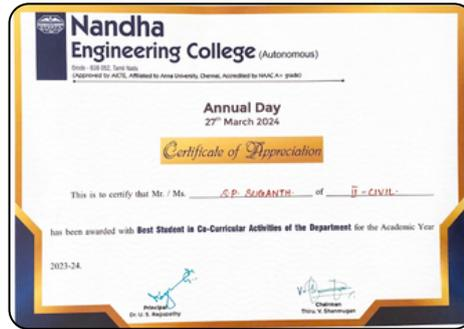 Nandha
Engineering College (Autonomous)
Erode - 638 052, Tamil Nadu
(Approved by AICTE, Affiliated to Anna University, Chennai, Accredited by NAAC A+ grade)
Annual Day
27th March 2024
Certificate of Appreciation
This is to certify that Mr. / Ms. S.P. SUGANTH. of II - CIVIL.
has been awarded with Best Student in Co-Curricular Activities of the Department for the Academic Year
2023-24.
Principal
Dr. U. S. Ragupathy
Chairman
Thiru. V. Shanmugan